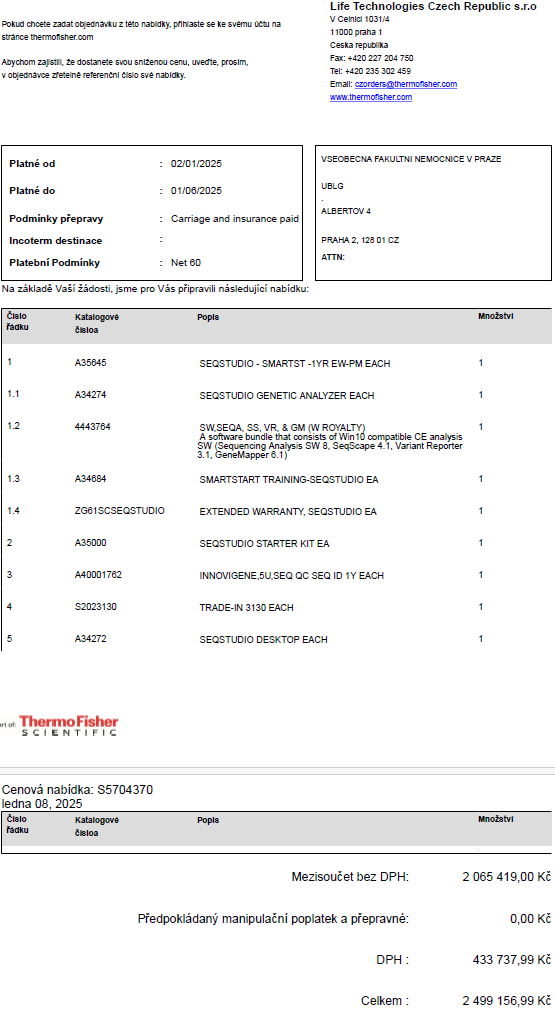 Pokud chcete zadat objednávku z této nabídky, přihlaste se ke svému účtu na
stránce thermofisher.com
Abychom zajistili, že dostanete svou sníženou cenu, uveďte, prosím,
v objednávce zřetelně referenční číslo své nabídky.
Life Technologies Czech Republic s.r.o
V Celnici 1031/4
11000 praha 1
Ceska republika
Fax: +420 227 204 750
Tel: +420 235 302 459
Email: czorders@thermofisher.com
www.thermofisher.com
Platné od : 02/01/2025
Platné do : 01/06/2025
Podmínky přepravy : Carriage and insurance paid
Incoterm destinace :
Platební Podmínky : Net 60
VSEOBECNA FAKULTNI NEMOCNICE V PRAZE
UBLG
.
ALBERTOV 4
PRAHA 2, 128 01 CZ
ATTN:
Na základě Vaší žádosti, jsme pro Vás připravili následující nabídku:
Číslo řádku Katalogové čísloa Popis Množství
1 A35645 SEQSTUDIO - SMARTST -1YR EW-PM EACH 1
1.1 A34274 SEQSTUDIO GENETIC ANALYZER EACH 1
1.2 4443764 SW,SEQA, SS, VR, & GM (W ROYALTY) 1
A software bundle that consists of Win10 compatible CE analysis
SW (Sequencing Analysis SW 8, SeqScape 4.1, Variant Reporter
3.1, GeneMapper 6.1)
1.3 A34684 SMARTSTART TRAINING-SEQSTUDIO EA 1
1.4 ZG61SCSEQSTUDIO EXTENDED WARRANTY, SEQSTUDIO EA 1
2 A35000 SEQSTUDIO STARTER KIT EA 1
3 A40001762 INNOVIGENE,5U,SEQ QC SEQ ID 1Y EACH 1
4 S2023130 TRADE-IN 3130 EACH 1
5 A34272 SEQSTUDIO DESKTOP EACH 1
art of: ThermoFisher
SCIENTIFIC
Cenová nabídka: S5704370
ledna 08, 2025
Číslo řádku Katalogové čísloa Popis Množství
Mezisoučet bez DPH: 2 065 419,00 Kč
Předpokládaný manipulační poplatek a přepravné: 0,00 Kč
DPH : 433 737,99 Kč
Celkem : 2 499 156,99 Kč